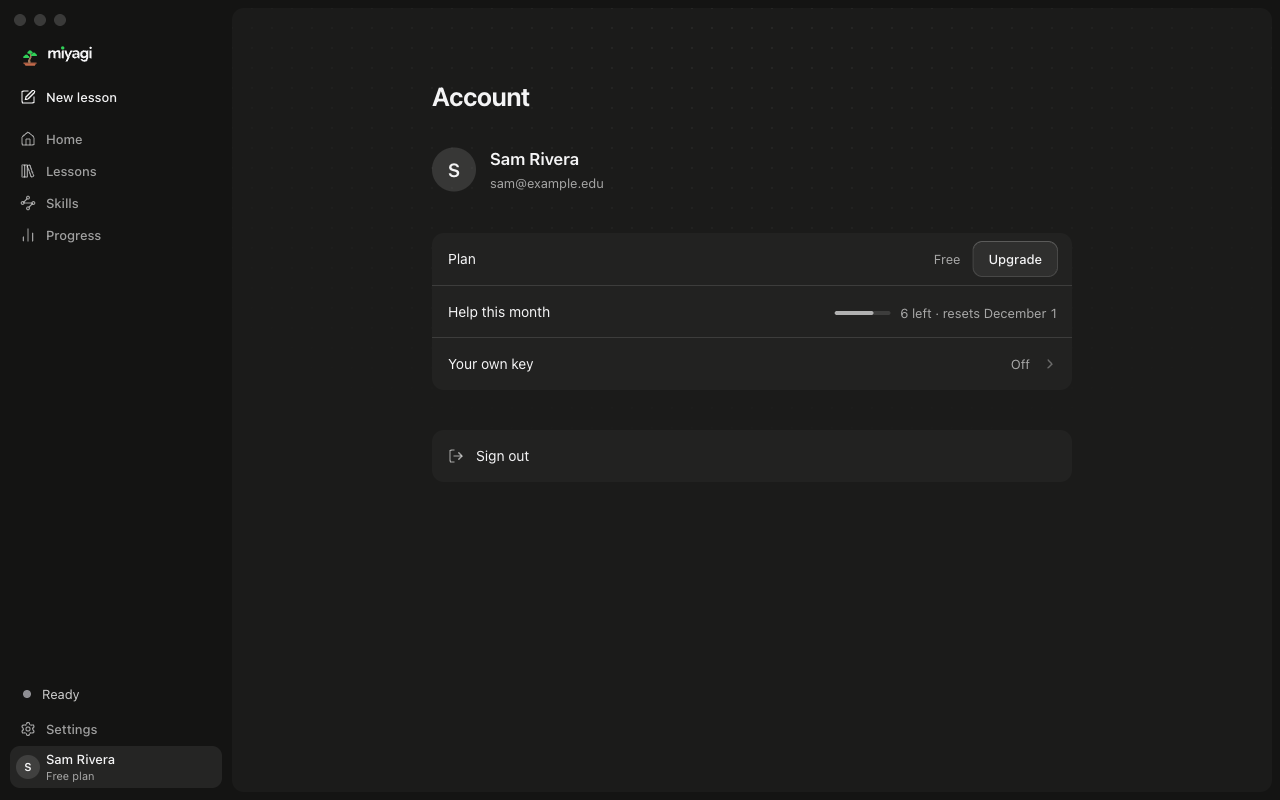 miyagi
New lesson
Home
Lessons
Skills
Progress
Ready
Settings
S
Sam Rivera
Free plan
Account
S
Sam Rivera
sam@example.edu
Plan
Free
Upgrade
Help this month
6 left · resets December 1
Your own key
Off
Sign out